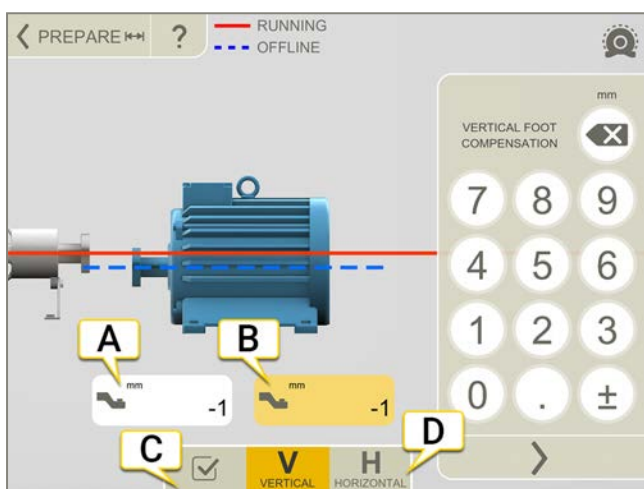 PREPARE
?
RUNNING
OFFLINE
mm
VERTICAL FOOT
COMPENSATION
7 8 9
4 5 6
1 2 3
0 . ±
A
B
mm
-1
mm
-1
C
D
V
VERTICAL
H
HORIZONTAL